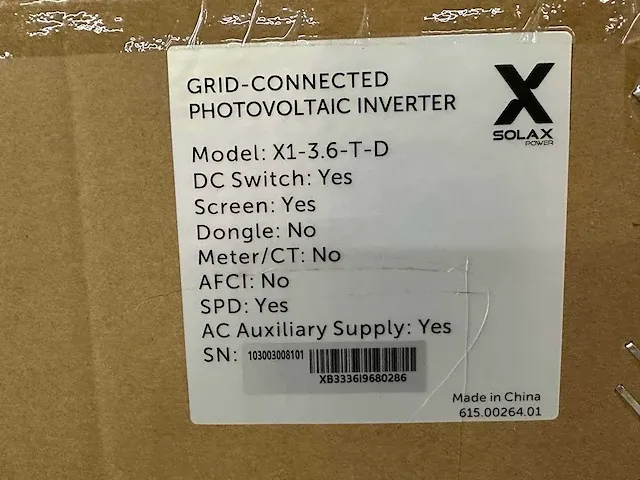 GRID-CONNECTED
PHOTOVOLTAIC INVERTER
SOLAX
POWER
Model: X1-3.6-T-D
DC Switch: Yes
Screen: Yes
Dongle: No
Meter/CT: No
AFCI: No
SPD: Yes
AC Auxiliary Supply: Yes
SN: 103003008101
XB3336I9680286
Made in China
615.00264.01